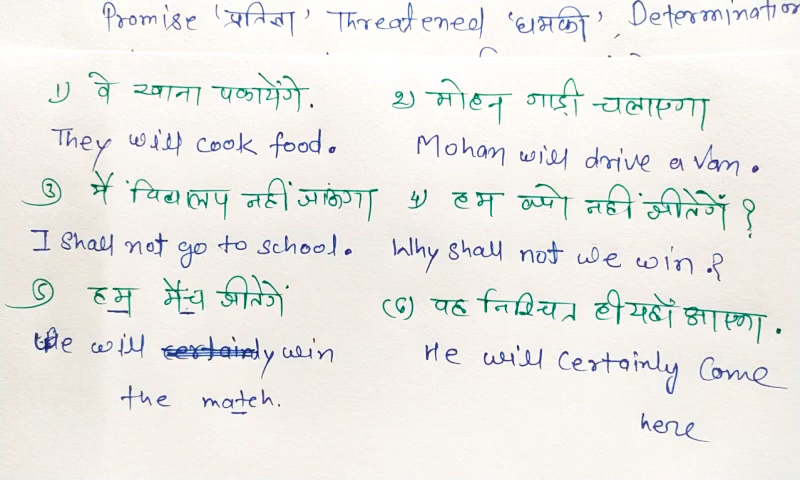 Promise 'प्रतिज्ञा' Threatened 'धमकी', Determination
1) वे खाना पकायेंगे.
They will cook food.
2) मोहन गाड़ी चलाएगा
Mohan will drive a van.
③ मैं विद्यालय नहीं जाऊंगा
I shall not go to school.
4) हम क्यो नहीं जीतेगें?
Why shall not we win?
⑤ हम मैच जीतेगें
We will certainly win
the match.
(6) वह निश्चित ही यहाँ आएगा.
He will certainly come
here